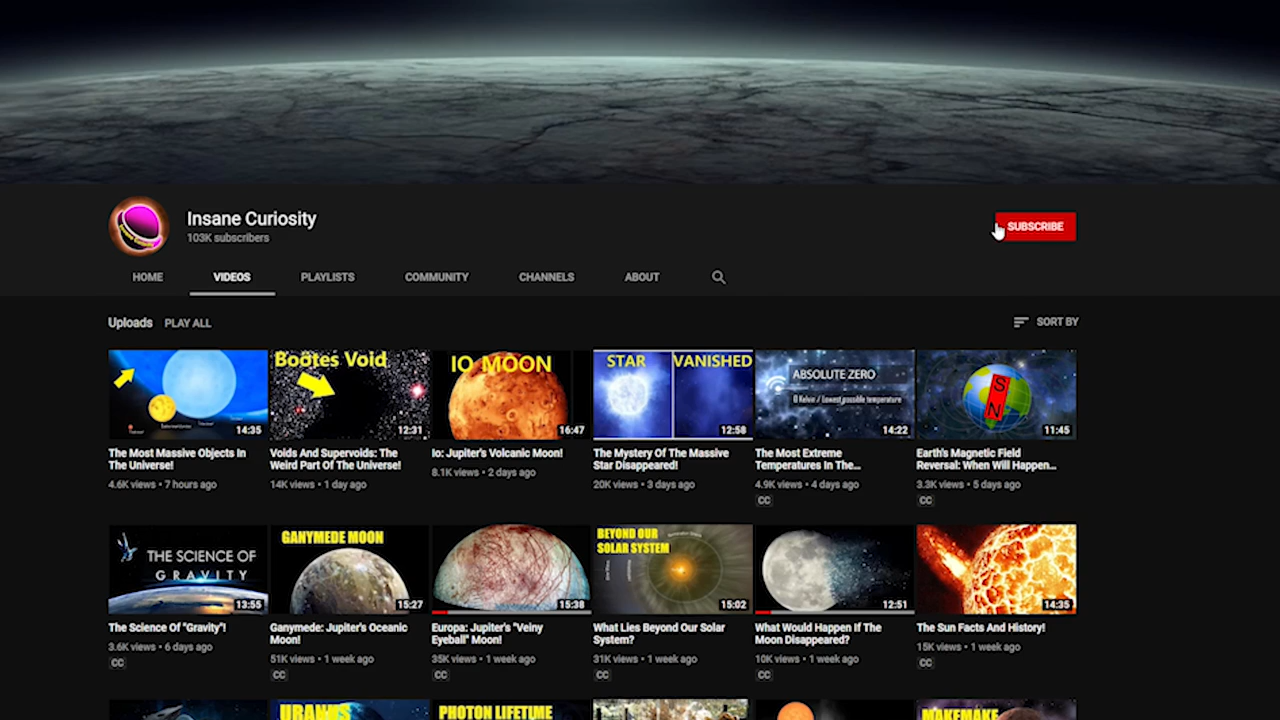 Insane Curiosity
103K subscribers
SUBSCRIBE
HOME
VIDEOS
PLAYLISTS
COMMUNITY
CHANNELS
ABOUT
Uploads
PLAY ALL
SORT BY
14:35
Bootes Void
12:31
IO MOON
16:47
STAR
VANISHED
12:58
ABSOLUTE ZERO
0 Kelvin / Lowest possible temperature
14:22
S
N
11:45
The Most Massive Objects In
The Universe!
4.6K views • 7 hours ago
Voids And Supervoids: The
Weird Part Of The Universe!
14K views • 1 day ago
Io: Jupiter's Volcanic Moon!
8.1K views • 2 days ago
The Mystery Of The Massive
Star Disappeared!
20K views • 3 days ago
The Most Extreme
Temperatures In The...
4.9K views • 4 days ago
CC
Earth's Magnetic Field
Reversal: When Will Happen...
3.3K views • 5 days ago
CC
THE SCIENCE OF
GRAVITY
13:55
GANYMEDE MOON
15:27
15:38
BEYOND OUR
SOLAR SYSTEM
15:02
12:51
14:35
The Science Of "Gravity"!
3.6K views • 6 days ago
CC
Ganymede: Jupiter's Oceanic
Moon!
51K views • 1 week ago
CC
Europa: Jupiter's "Veiny
Eyeball" Moon!
35K views • 1 week ago
CC
What Lies Beyond Our Solar
System?
31K views • 1 week ago
CC
What Would Happen If The
Moon Disappeared?
10K views • 1 week ago
CC
The Sun Facts And History!
15K views • 1 week ago
CC
URANUS
PHOTON LIFETIME
MAKEMAKE